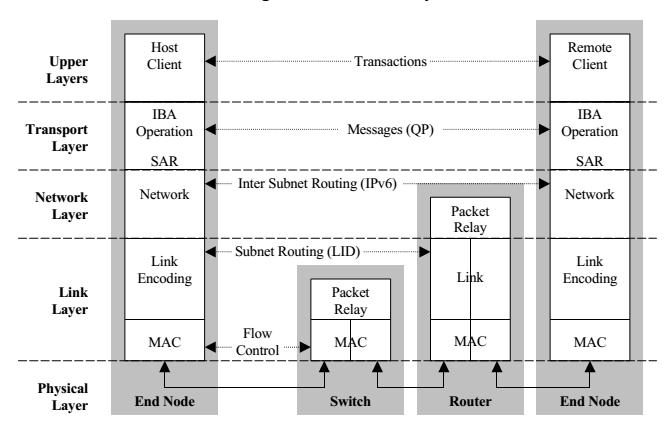 Host
Client
Remote
Client
Upper
Layers
Transactions
IBA
Operation
SAR
IBA
Operation
SAR
Transport
Layer
Messages (QP)
Network
Layer
Network
Inter Subnet Routing (IPv6)
Network
Packet
Relay
Subnet Routing (LID)
Link
Layer
Link
Encoding
Link
Link
Encoding
Packet
Relay
MAC
Flow
Control
MAC
MAC
MAC
Physical
Layer
End Node
Switch
Router
End Node